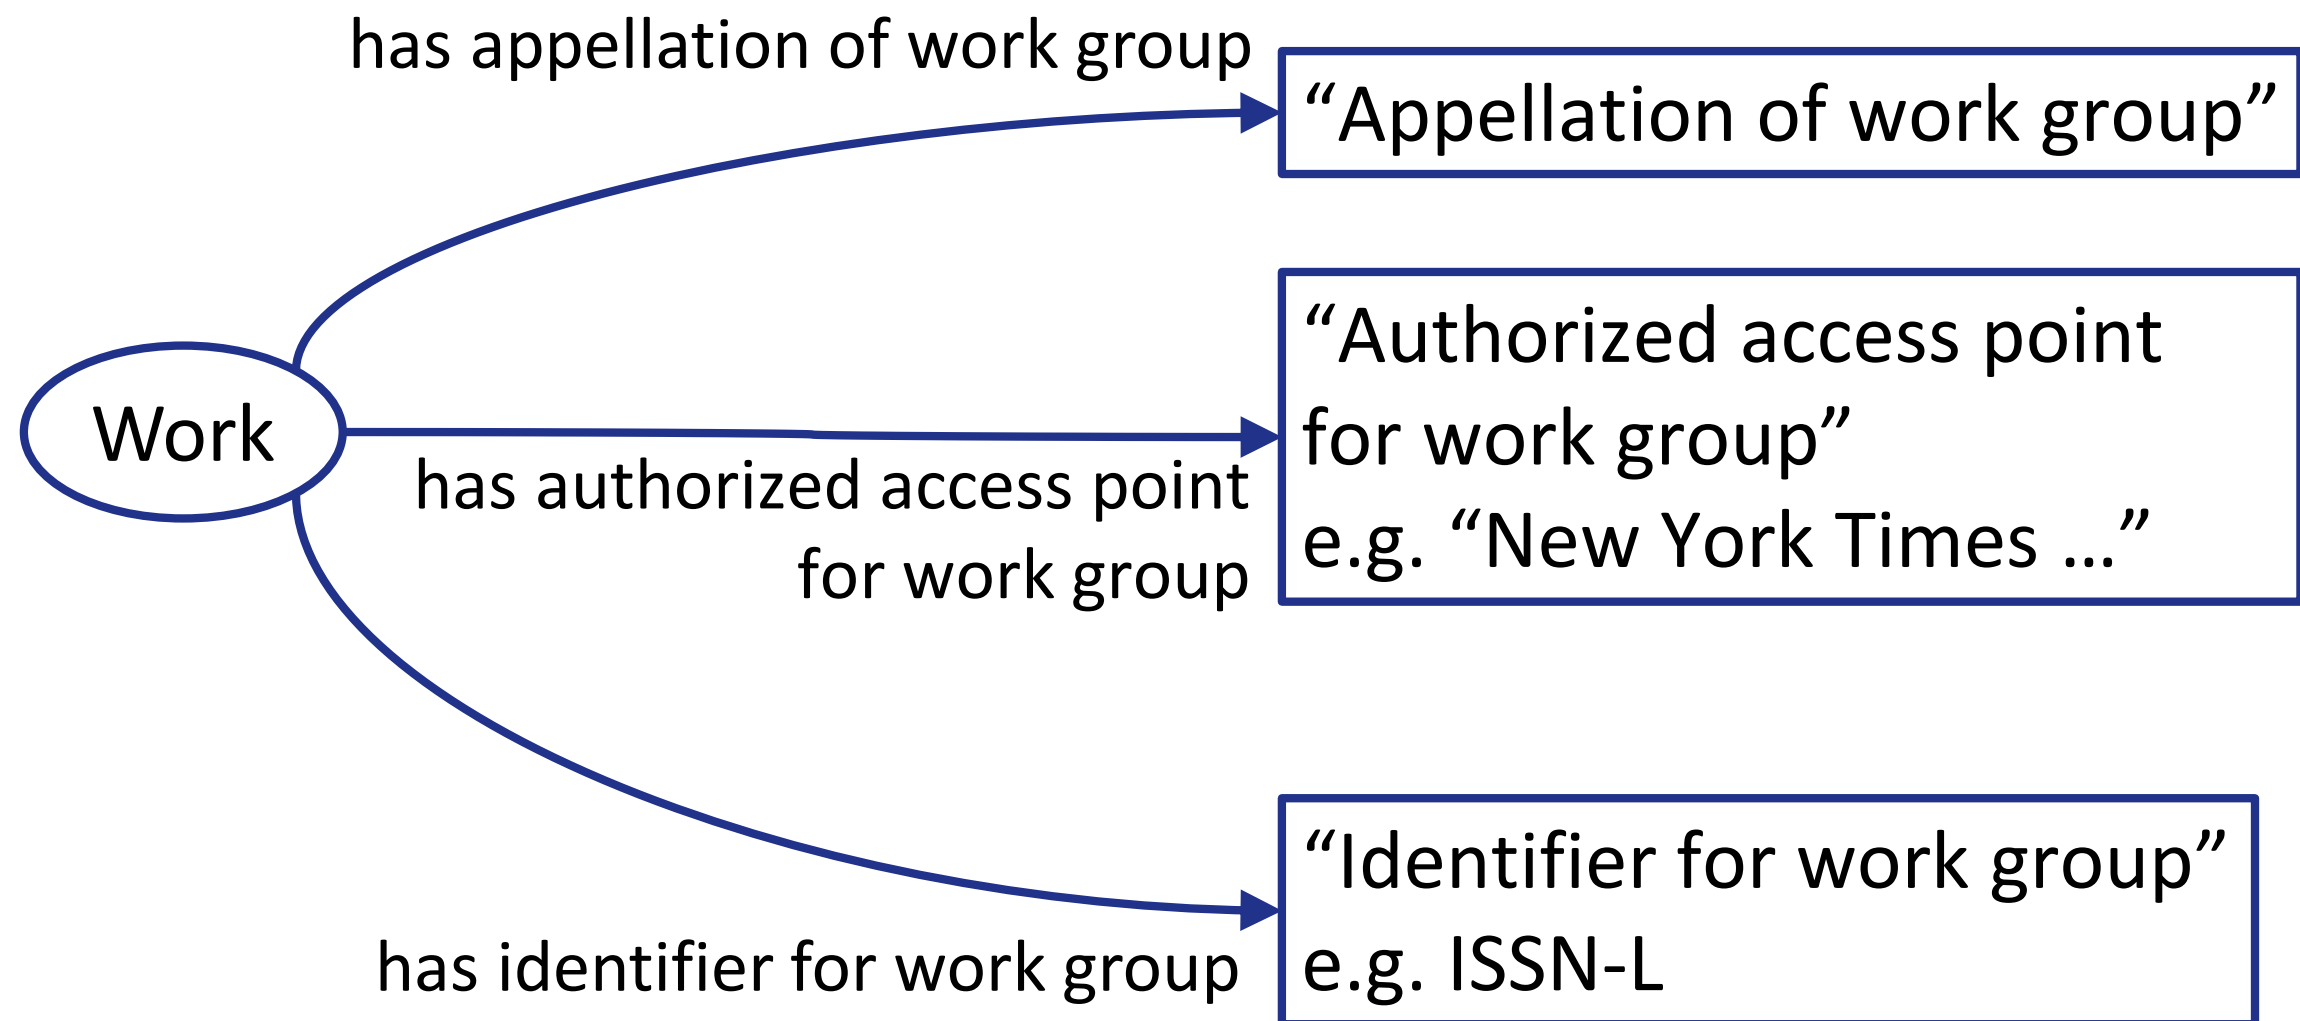 has appellation of work group
“Appellation of work group”
Work
has authorized access point
for work group
“Authorized access point
for work group”
e.g. “New York Times ...”
has identifier for work group
“Identifier for work group”
e.g. ISSN-L